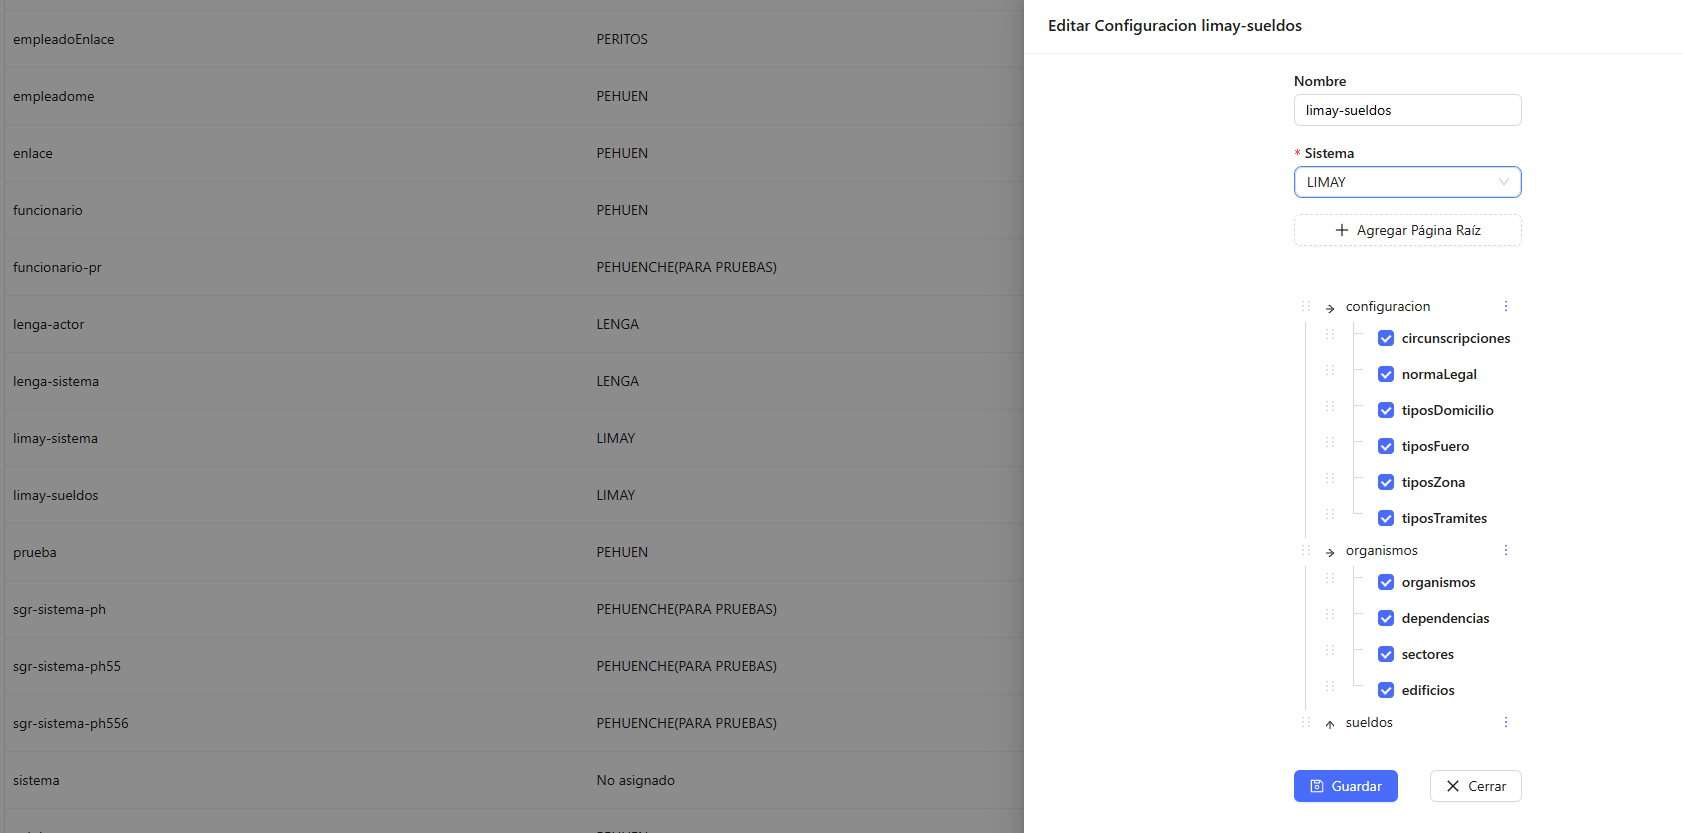 empleadoEnlace PERITOS
empleadome PEHUEN
enlace PEHUEN
funcionario PEHUEN
funcionario-pr PEHUENCHE(PARA PRUEBAS)
lenga-actor LENGA
lenga-sistema LENGA
limay-sistema LIMAY
limay-sueldos LIMAY
prueba PEHUEN
sgr-sistema-ph PEHUENCHE(PARA PRUEBAS)
sgr-sistema-ph55 PEHUENCHE(PARA PRUEBAS)
sgr-sistema-ph556 PEHUENCHE(PARA PRUEBAS)
sistema No asignado
Editar Configuracion limay-sueldos
Nombre
limay-sueldos
* Sistema
LIMAY
+ Agregar Página Raíz
configuracion
circunscripciones
normaLegal
tiposDomicilio
tiposFuero
tiposZona
tiposTramites
organismos
organismos
dependencias
sectores
edificios
sueldos
Guardar Cerrar